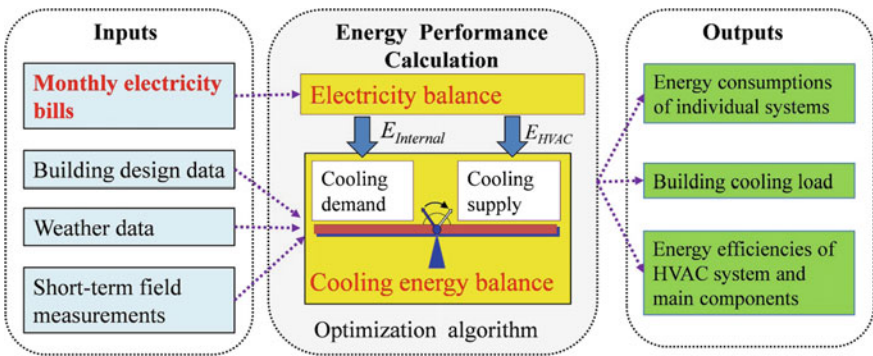 Inputs
Monthly electricity
bills
Building design data
Weather data
Short-term field
measurements
Energy Performance
Calculation
Electricity balance
E_Internal
E_HVAC
Cooling
demand
Cooling
supply
Cooling energy balance
Optimization algorithm
Outputs
Energy consumptions
of individual systems
Building cooling load
Energy efficiencies of
HVAC system and
main components